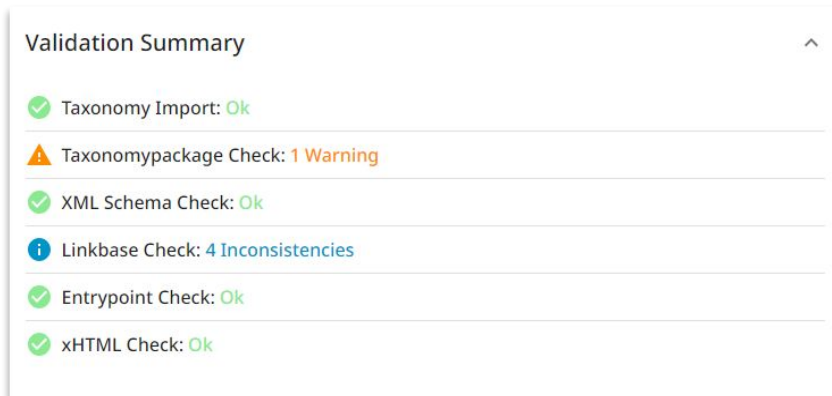 Validation Summary
Taxonomy Import: Ok
Taxonomypackage Check: 1 Warning
XML Schema Check: Ok
Linkbase Check: 4 Inconsistencies
Entrypoint Check: Ok
xHTML Check: Ok